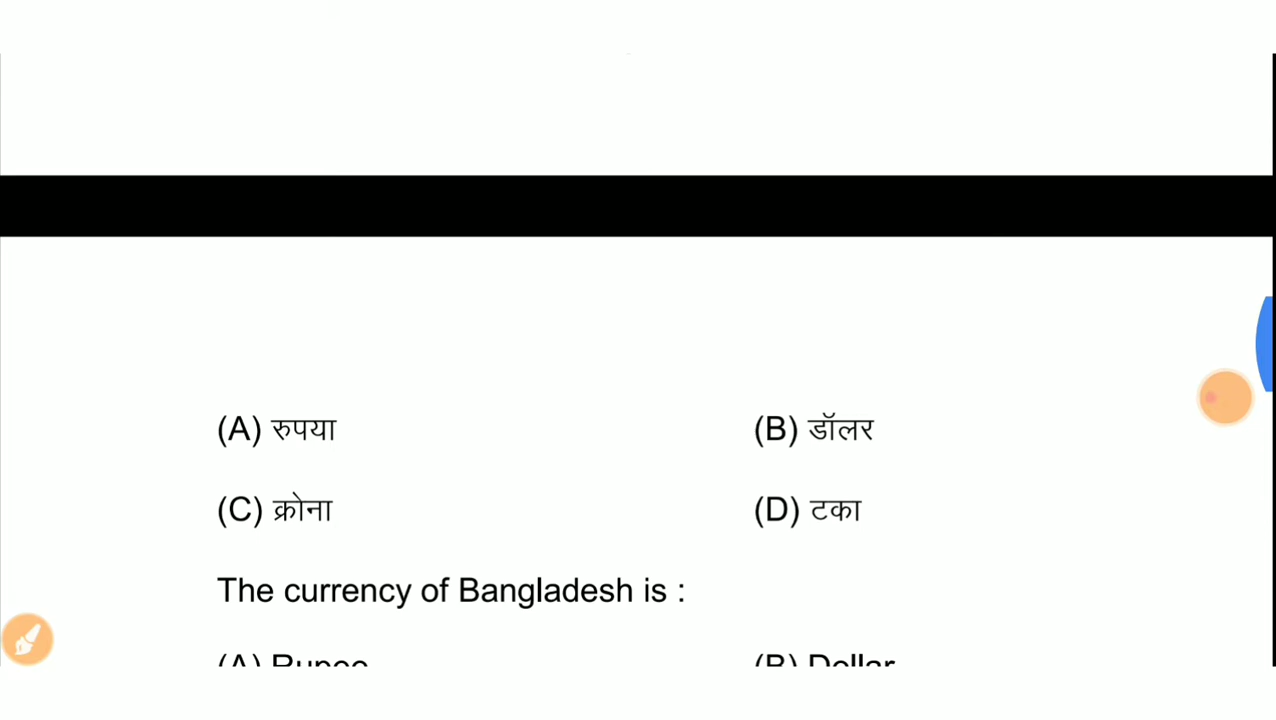 (A) रुपया (B) डॉलर
(C) क्रोना (D) टका
The currency of Bangladesh is :
(A) Rupee (B) Dollar